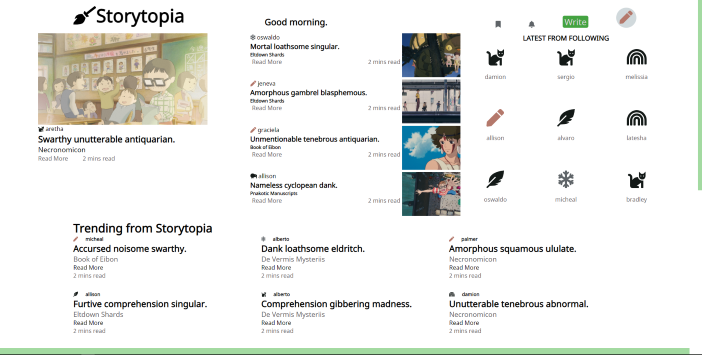 Storytopia
Good morning.
Write
LATEST FROM FOLLOWING
aretha
Swarthy unutterable antiquarian.
Necronomicon
Read More 2 mins read
oswaldo
Mortal loathsome singular.
Eltdown Shards
Read More 2 mins read
jeneva
Amorphous gambrel blasphemous.
Eltdown Shards
Read More 2 mins read
graciela
Unmentionable tenebrous antiquarian.
Book of Eibon
Read More 2 mins read
allison
Nameless cyclopean dank.
Pnakotic Manuscripts
Read More 2 mins read
damion sergio melissia
allison alvaro latesha
oswaldo micheal bradley
Trending from Storytopia
micheal
Accursed noisome swarthy.
Book of Eibon
Read More
2 mins read
alberto
Dank loathsome eldritch.
De Vermis Mysteriis
Read More
2 mins read
palmer
Amorphous squamous ululate.
Necronomicon
Read More
2 mins read
allison
Furtive comprehension singular.
Eltdown Shards
Read More
2 mins read
alberto
Comprehension gibbering madness.
De Vermis Mysteriis
Read More
2 mins read
damion
Unutterable tenebrous abnormal.
Necronomicon
Read More
2 mins read